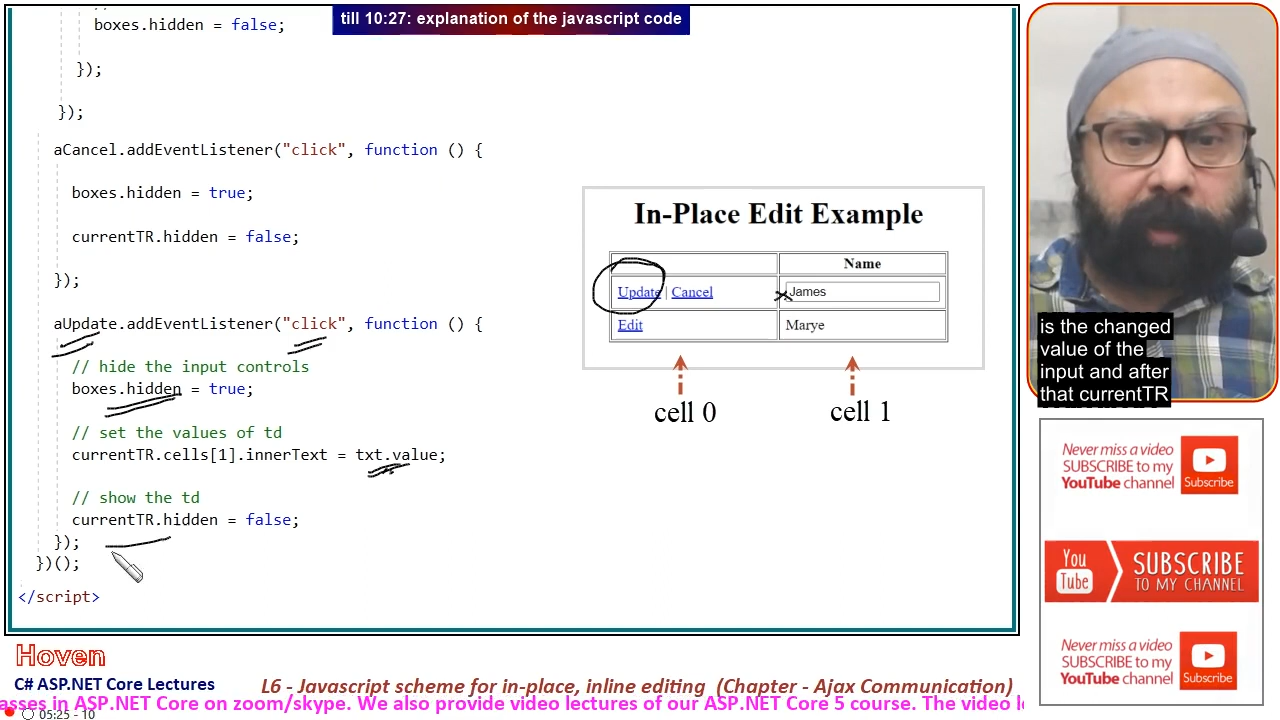 till 10:27: explanation of the javascript code
boxes.hidden = false;
});
});
aCancel.addEventListener("click", function () {
boxes.hidden = true;
currentTR.hidden = false;
});
aUpdate.addEventListener("click", function () {
// hide the input controls
boxes.hidden = true;
// set the values of td
currentTR.cells[1].innerText = txt.value;
// show the td
currentTR.hidden = false;
});
})();
</script>
In-Place Edit Example
Name
Update | Cancel James
Edit Marye
cell 0 cell 1
is the changed
value of the
input and after
that currentTR
Never miss a video
SUBSCRIBE to my
YouTube channel
Subscribe
You
Tube
SUBSCRIBE
TO MY CHANNEL
Never miss a video
SUBSCRIBE to my
YouTube channel
Subscribe
Hoven
C# ASP.NET Core Lectures
L6 - Javascript scheme for in-place, inline editing (Chapter - Ajax Communication)
asses in ASP.NET Core on zoom/skype. We also provide video lectures of our ASP.NET Core 5 course. The video le
05:25 - 10